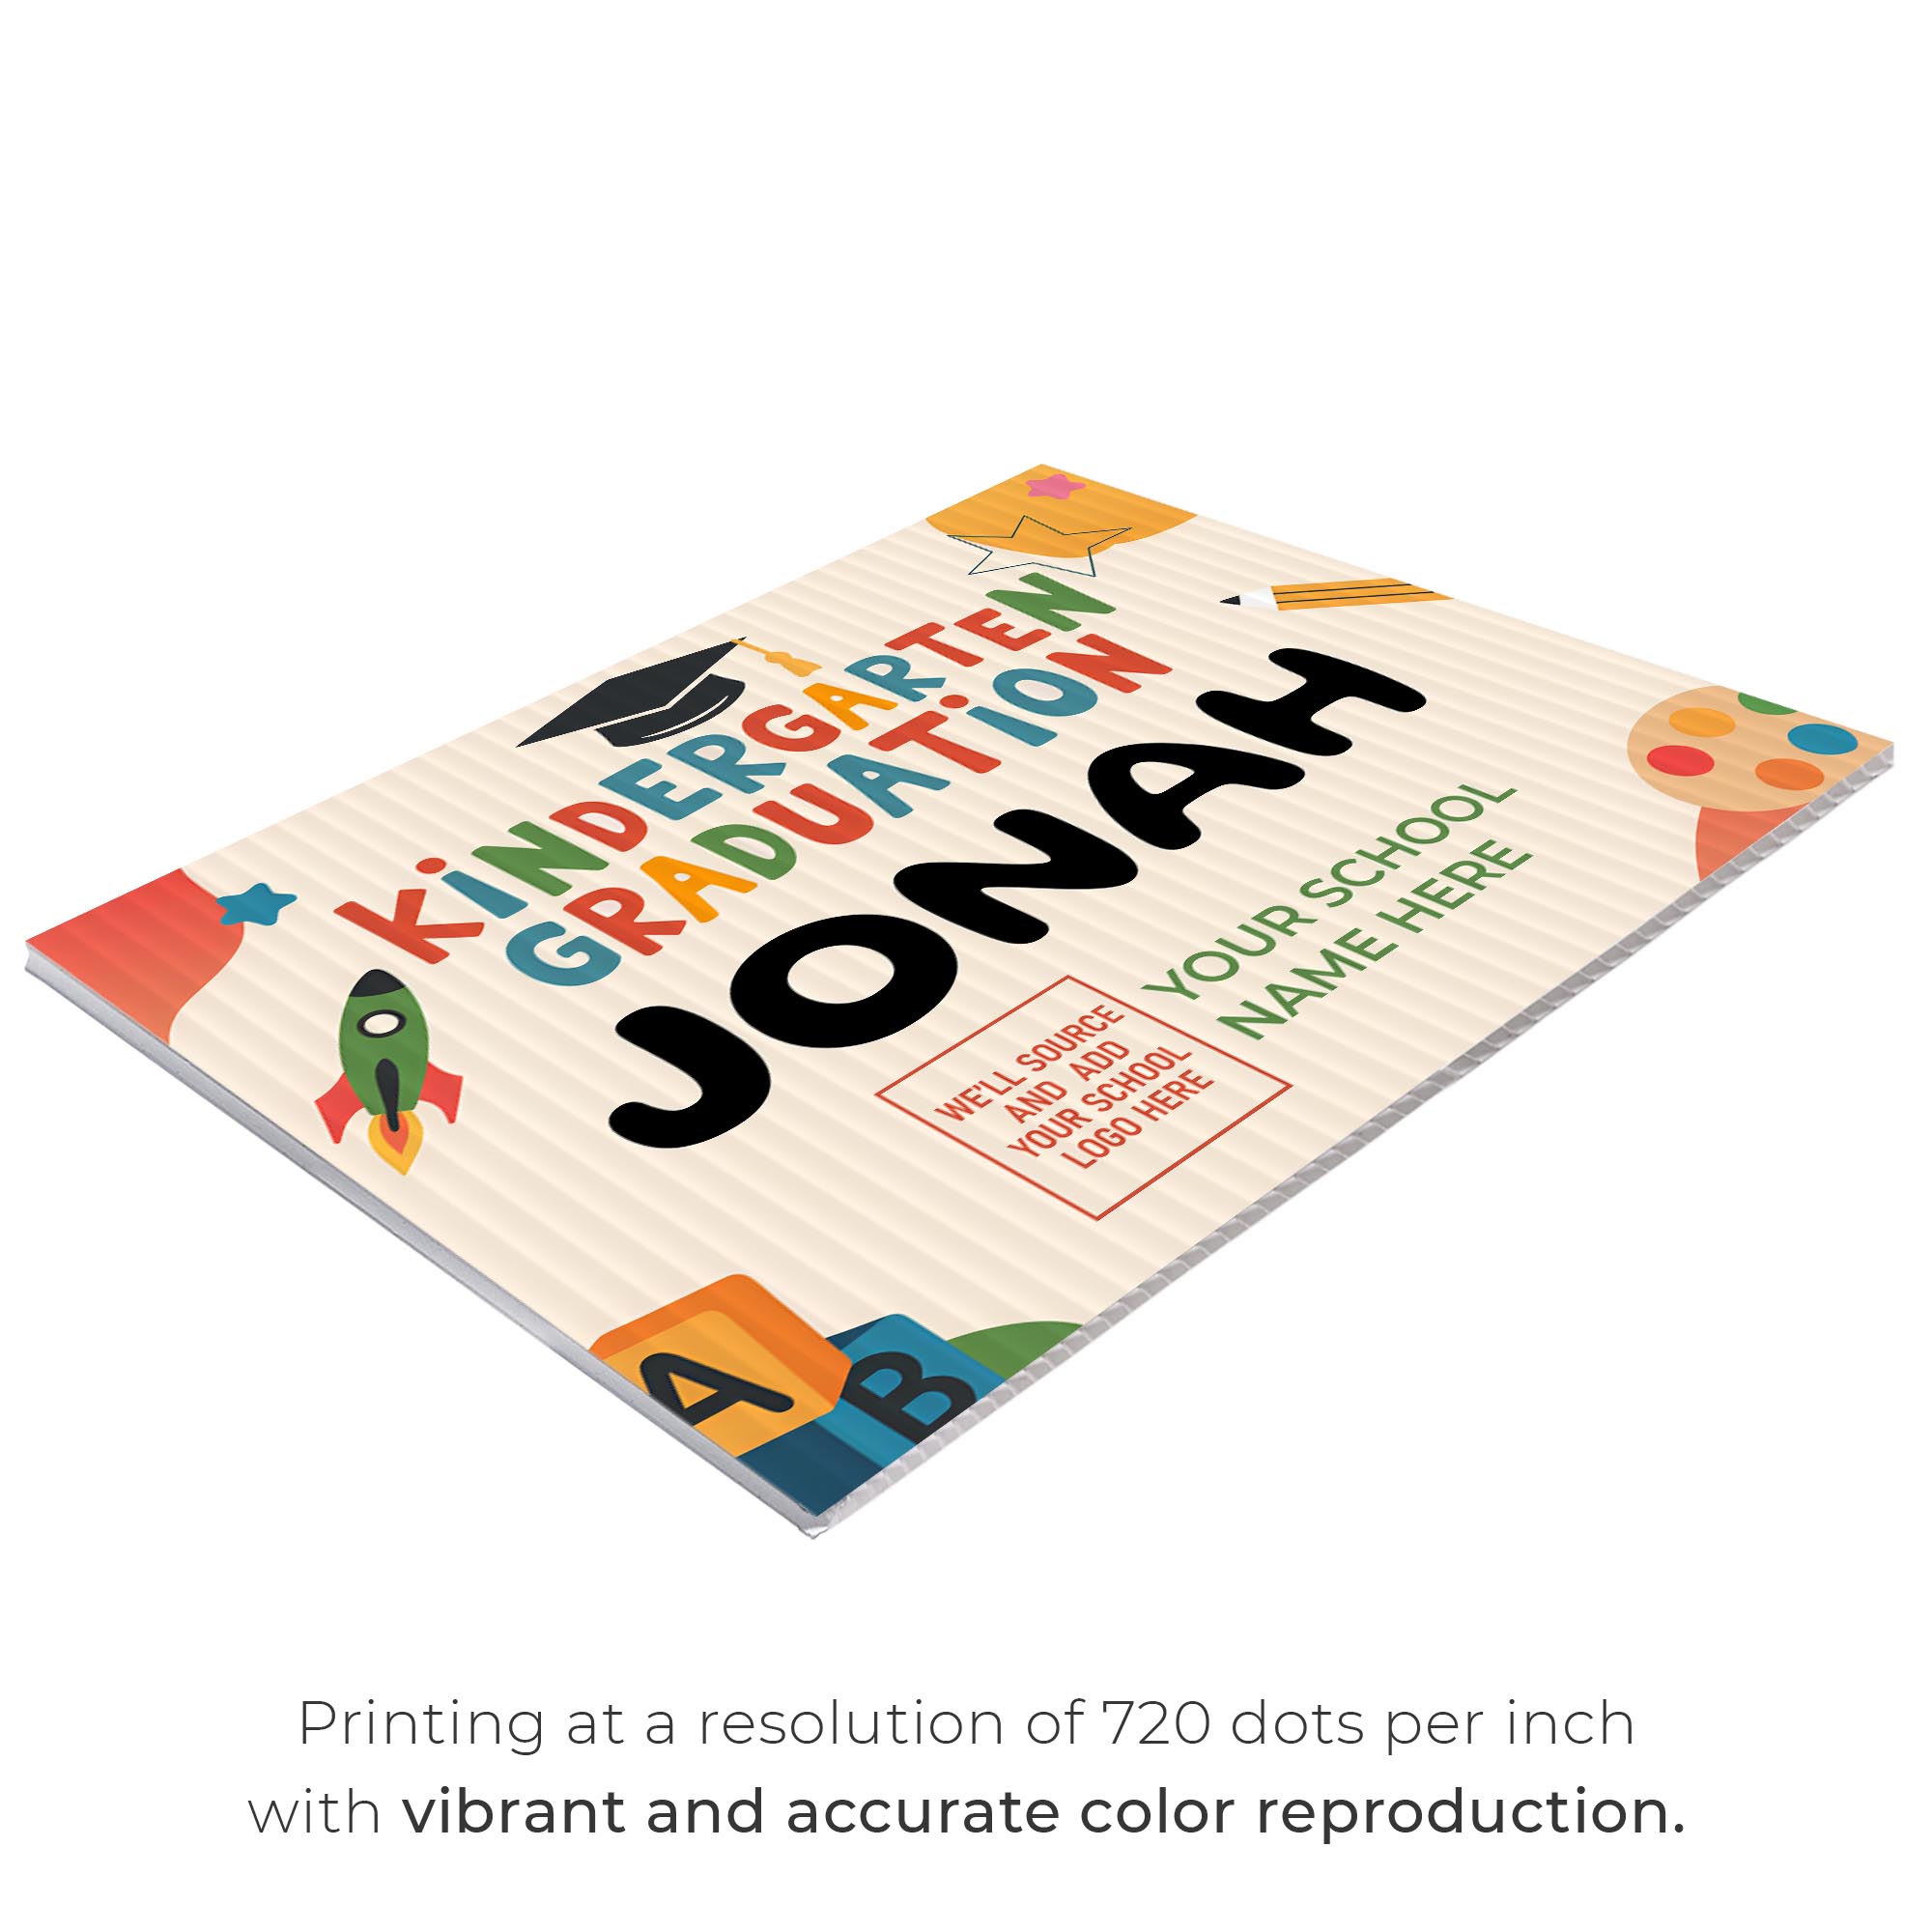 KiNDERGARTEN
GRADUATiON
JONAH
WE'LL SOURCE
AND ADD
YOUR SCHOOL
LOGO HERE
YOUR SCHOOL
NAME HERE
A
B
Printing at a resolution of 720 dots per inch
with vibrant and accurate color reproduction.